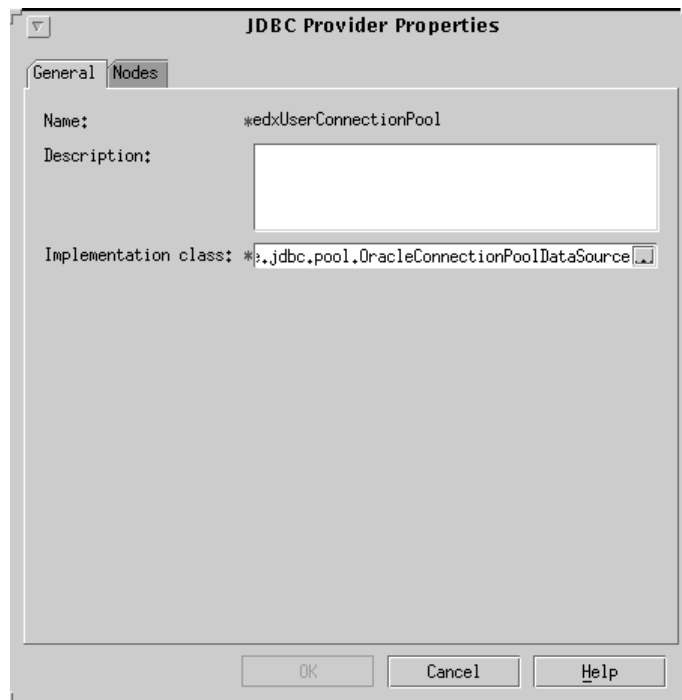 JDBC Provider Properties
General Nodes
Name: *edxUserConnectionPool
Description:
Implementation class: *e.jdbc.pool.OracleConnectionPoolDataSource ...
OK Cancel Help